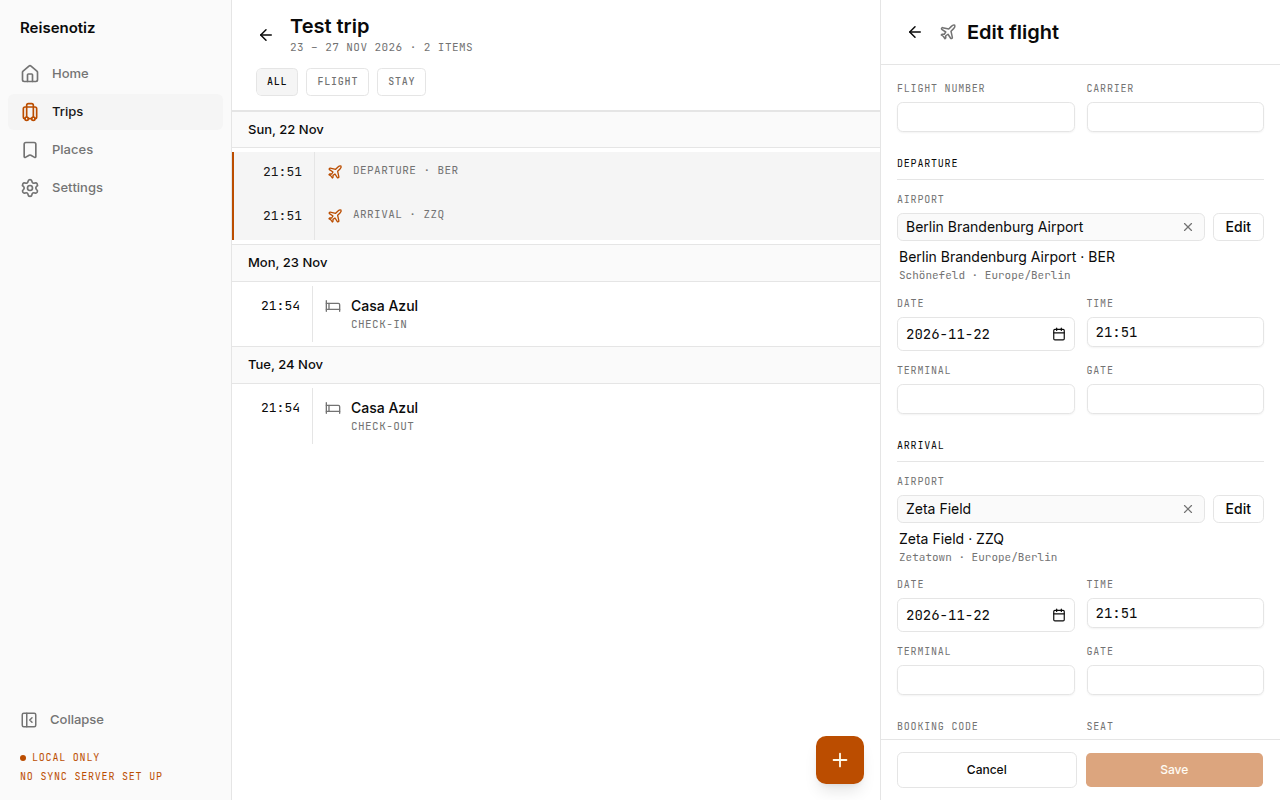 Reisenotiz
Home
Trips
Places
Settings
Collapse
LOCAL ONLY
NO SYNC SERVER SET UP
Test trip
23 – 27 NOV 2026 · 2 ITEMS
ALL
FLIGHT
STAY
Sun, 22 Nov
21:51 DEPARTURE · BER
21:51 ARRIVAL · ZZQ
Mon, 23 Nov
21:54 Casa Azul
CHECK-IN
Tue, 24 Nov
21:54 Casa Azul
CHECK-OUT
Edit flight
FLIGHT NUMBER CARRIER
DEPARTURE
AIRPORT
Berlin Brandenburg Airport Edit
Berlin Brandenburg Airport · BER
Schönefeld · Europe/Berlin
DATE TIME
2026-11-22 21:51
TERMINAL GATE
ARRIVAL
AIRPORT
Zeta Field Edit
Zeta Field · ZZQ
Zetatown · Europe/Berlin
DATE TIME
2026-11-22 21:51
TERMINAL GATE
BOOKING CODE SEAT
Cancel Save